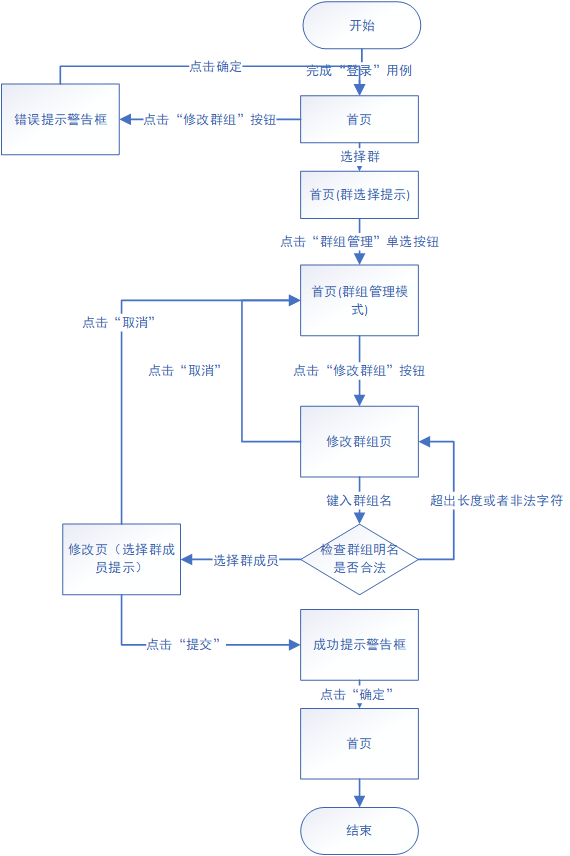 开始
点击确定
完成“登录”用例
错误提示警告框
点击“修改群组”按钮
首页
选择群
首页(群选择提示)
点击“群组管理”单选按钮
首页(群组管理模
式)
点击“取消”
点击“取消”
点击“修改群组”按钮
修改群组页
键入群组名
超出长度或者非法字符
修改页（选择群成
员提示）
选择群成员
检查群组明名
是否合法
点击“提交”
成功提示警告框
点击“确定”
首页
结束